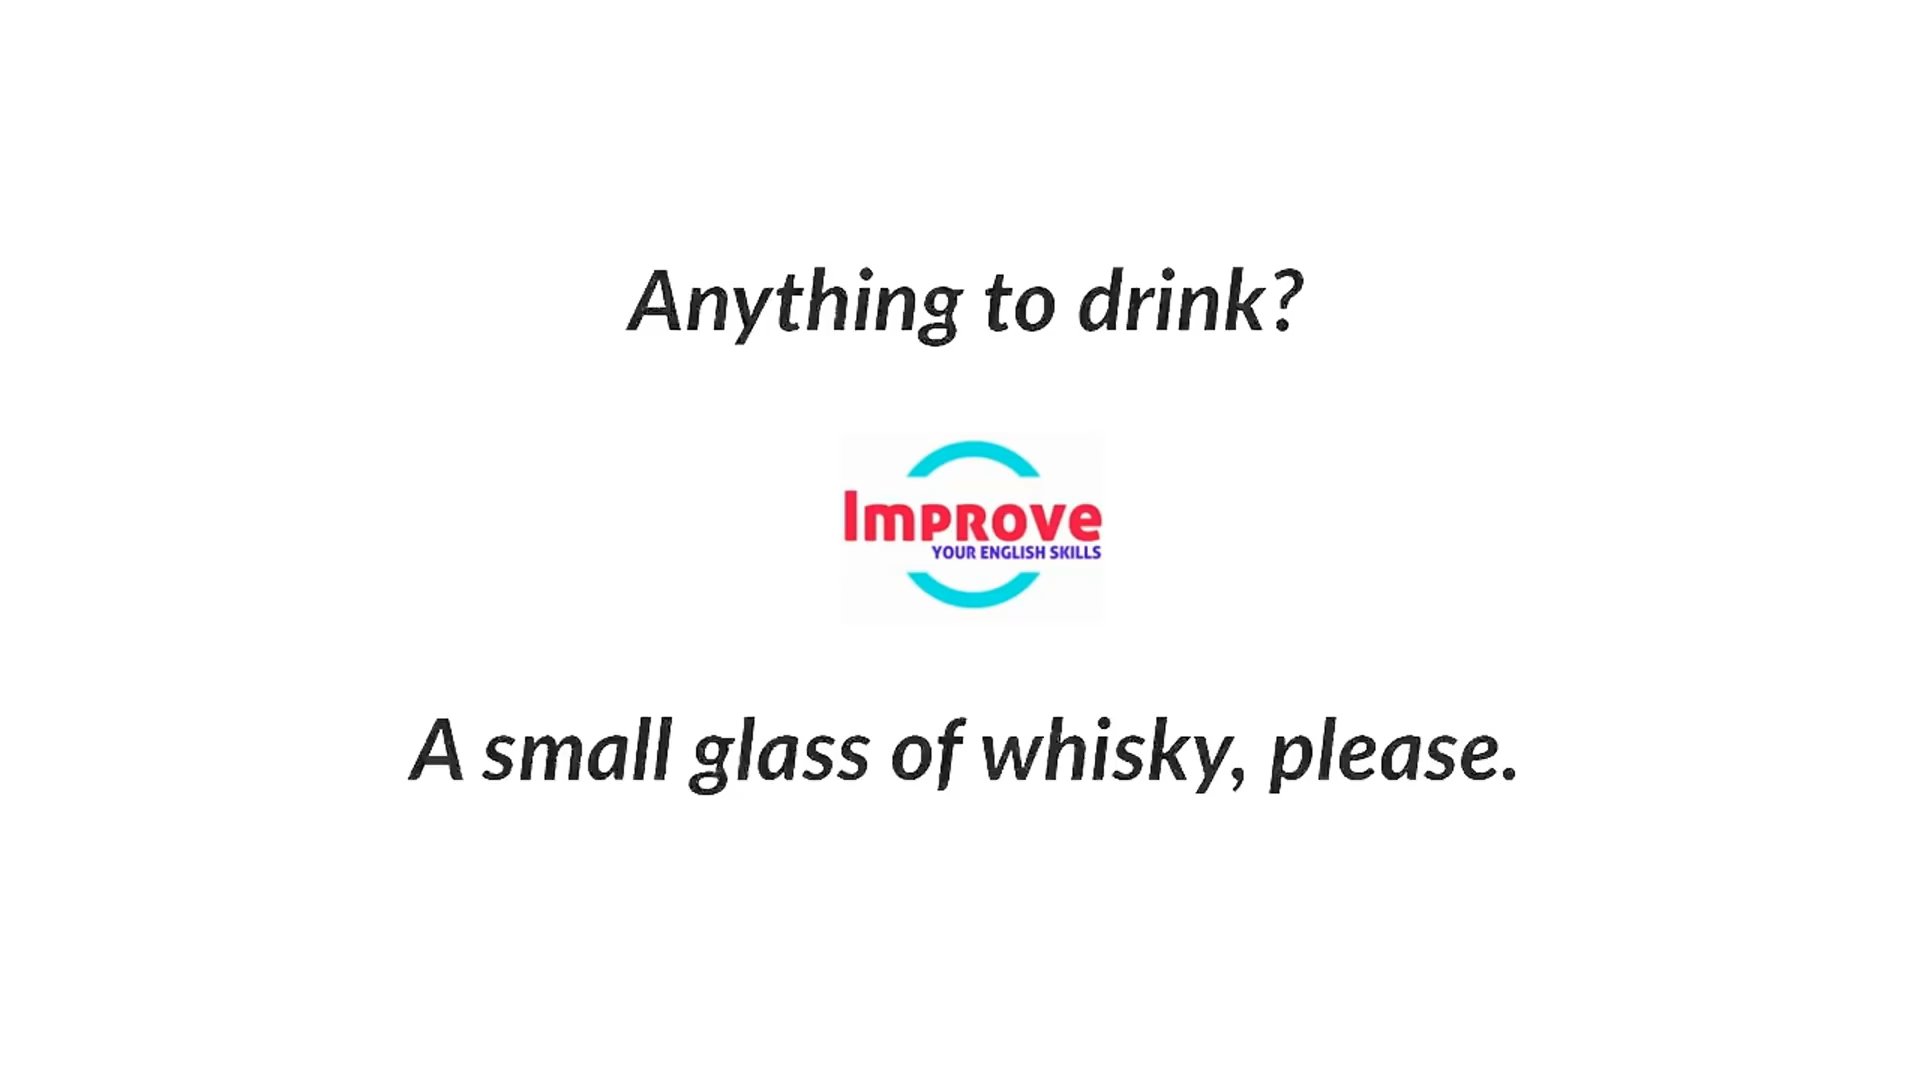 Anything to drink?
Improve
YOUR ENGLISH SKILLS
A small glass of whisky, please.